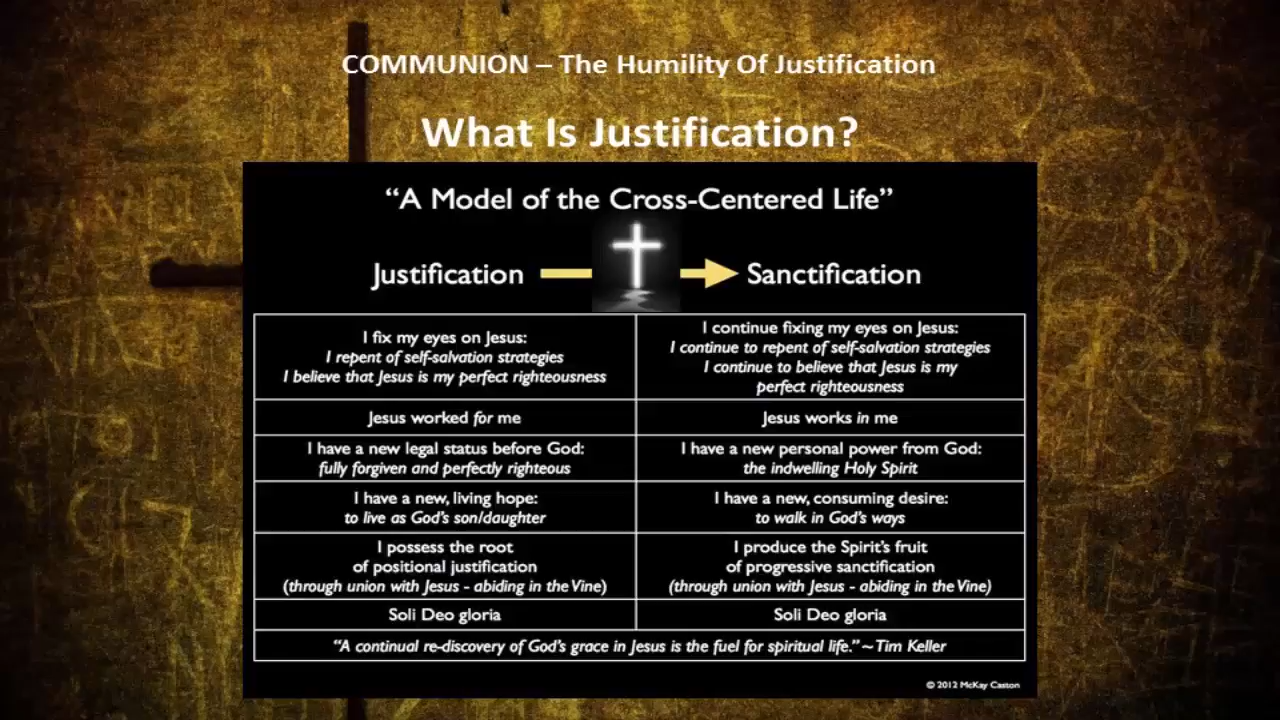 COMMUNION – The Humility Of Justification
What Is Justification?
“A Model of the Cross-Centered Life”
Justification
Sanctification
I fix my eyes on Jesus:
I repent of self-salvation strategies
I believe that Jesus is my perfect righteousness
I continue fixing my eyes on Jesus:
I continue to repent of self-salvation strategies
I continue to believe that Jesus is my
perfect righteousness
Jesus worked for me
Jesus works in me
I have a new legal status before God:
fully forgiven and perfectly righteous
I have a new personal power from God:
the indwelling Holy Spirit
I have a new, living hope:
to live as God’s son/daughter
I have a new, consuming desire:
to walk in God’s ways
I possess the root
of positional justification
(through union with Jesus - abiding in the Vine)
I produce the Spirit’s fruit
of progressive sanctification
(through union with Jesus - abiding in the Vine)
Soli Deo gloria
Soli Deo gloria
“A continual re-discovery of God’s grace in Jesus is the fuel for spiritual life.” ~ Tim Keller
© 2012 McKay Caston